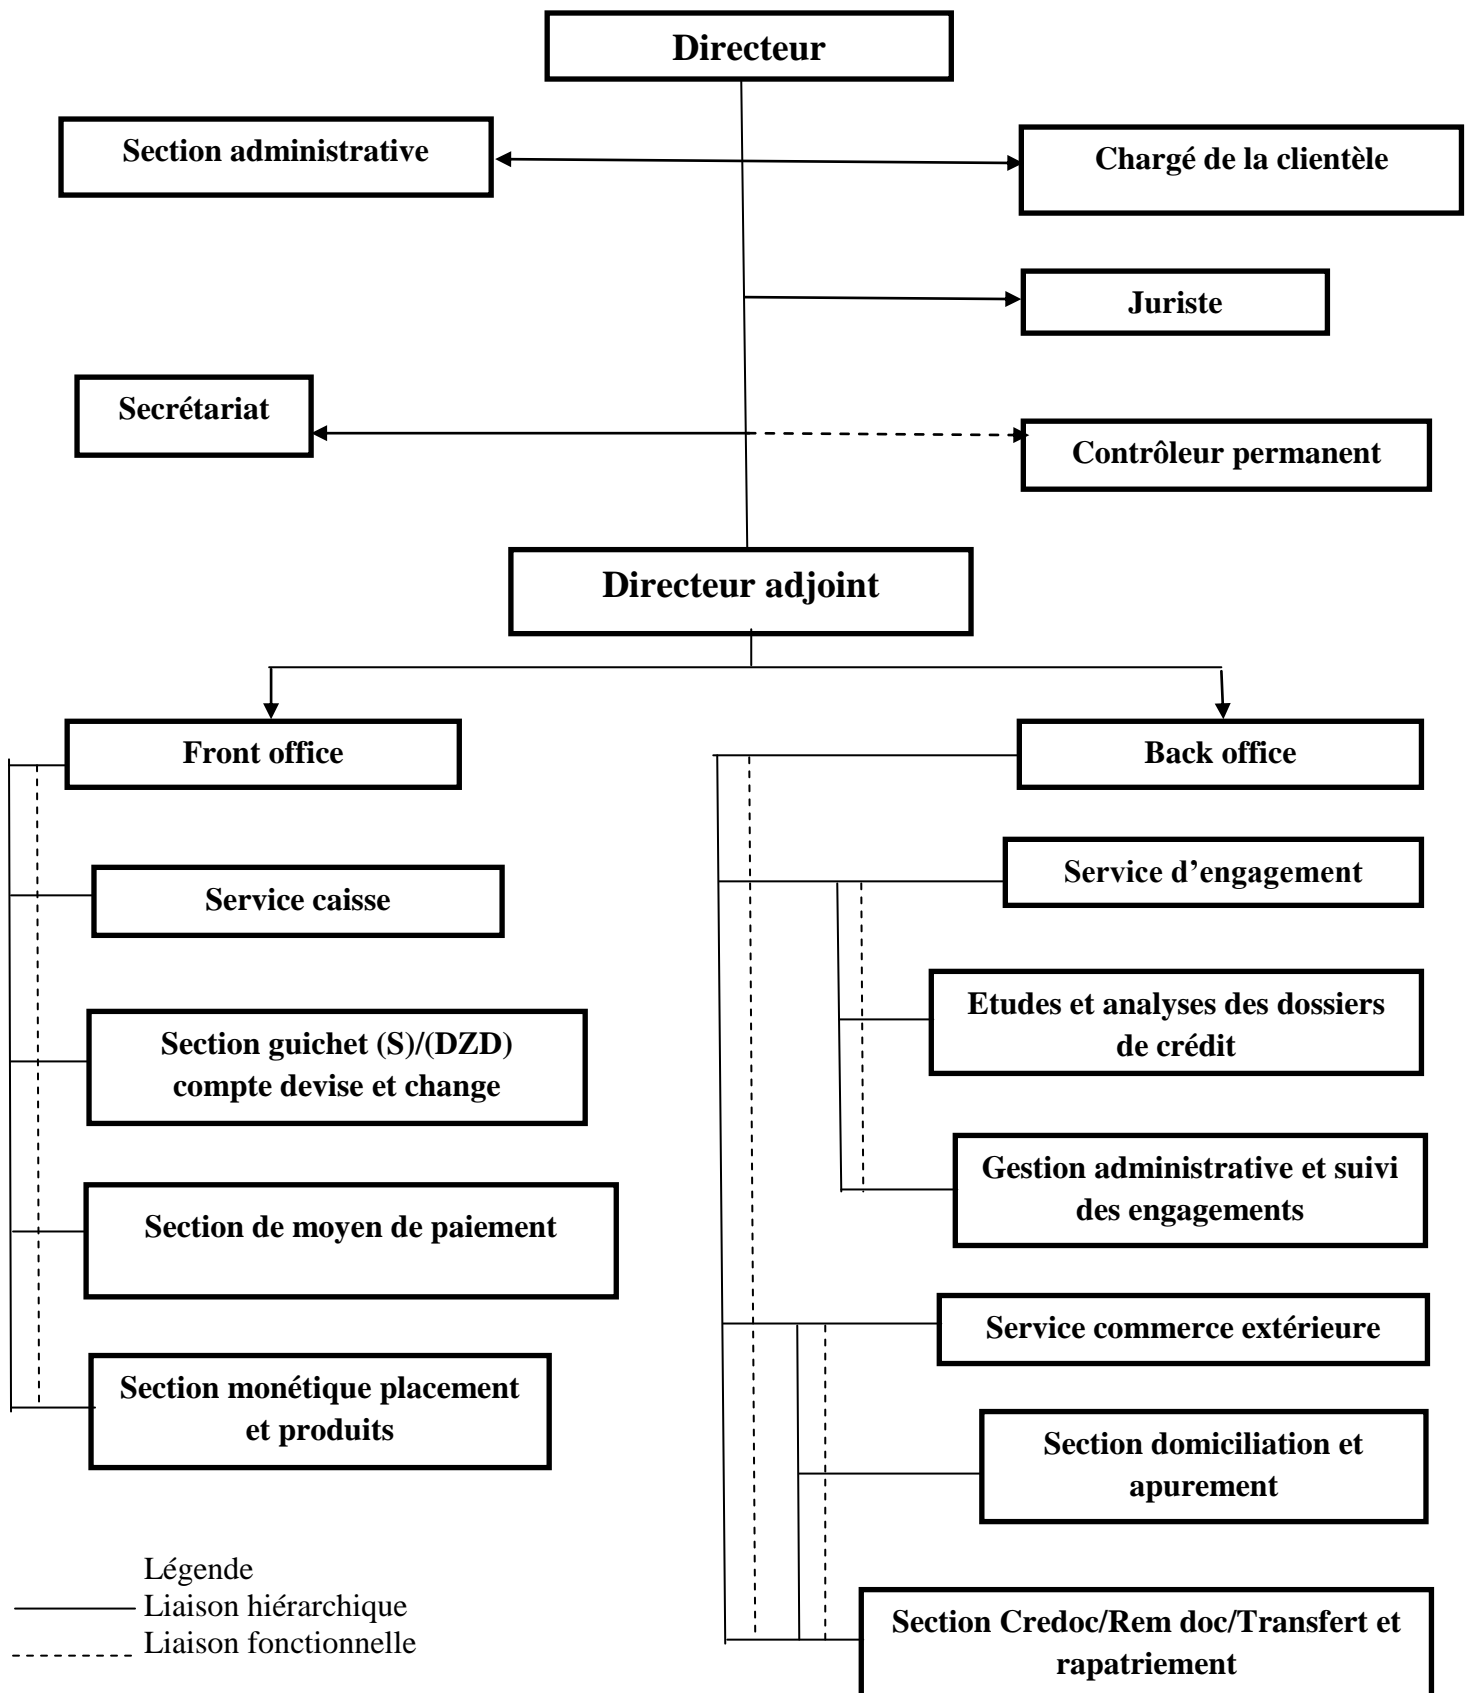 Directeur
Section administrative
Chargé de la clientèle
Juriste
Secrétariat
Contrôleur permanent
Directeur adjoint
Front office
Back office
Service d’engagement
Service caisse
Etudes et analyses des dossiers
de crédit
Section guichet (S)/(DZD)
compte devise et change
Gestion administrative et suivi
des engagements
Section de moyen de paiement
Service commerce extérieure
Section monétique placement
et produits
Section domiciliation et
apurement
Légende
Liaison hiérarchique
Liaison fonctionnelle
Section Credoc/Rem doc/Transfert et
rapatriement